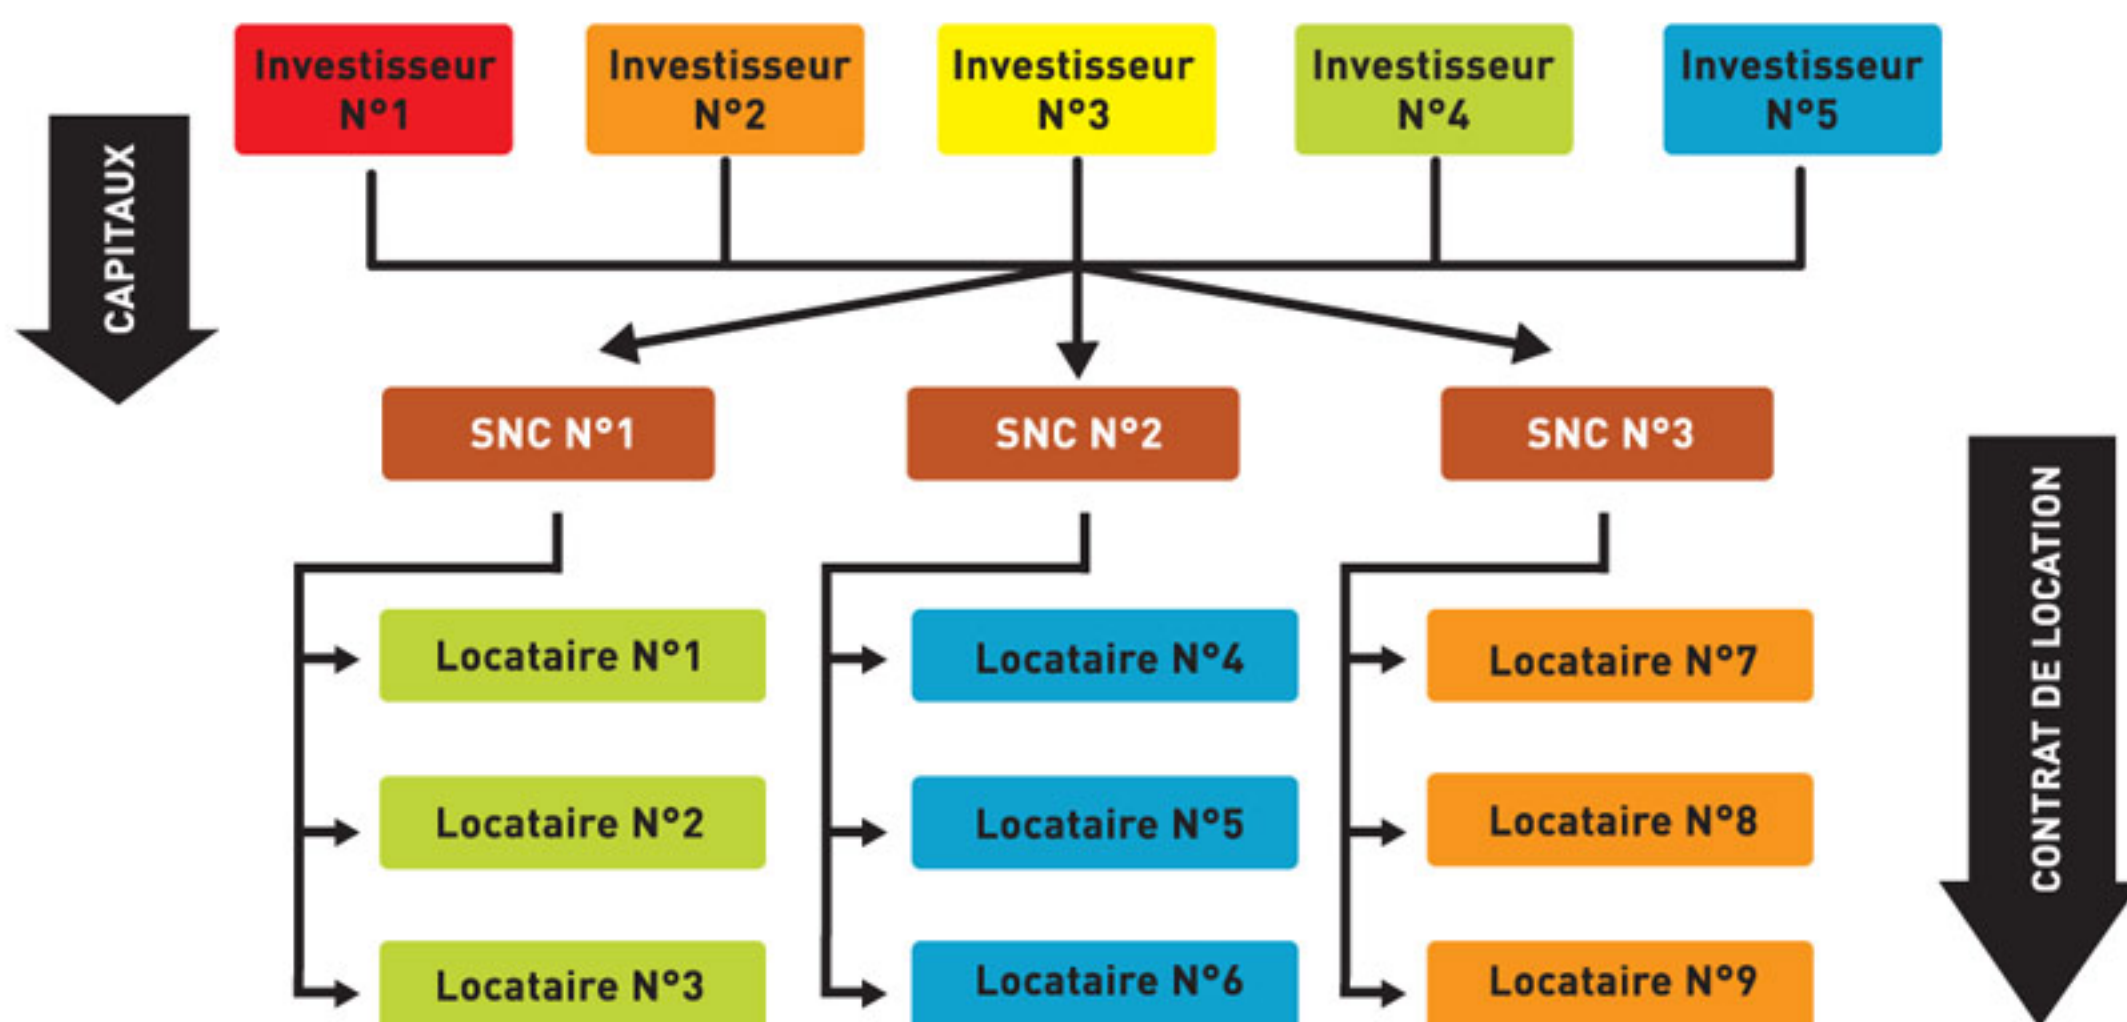 Investisseur
N°1
Investisseur
N°2
Investisseur
N°3
Investisseur
N°4
Investisseur
N°5
CAPITAUX
SNC N°1
SNC N°2
SNC N°3
CONTRAT DE LOCATION
Locataire N°1
Locataire N°4
Locataire N°7
Locataire N°2
Locataire N°5
Locataire N°8
Locataire N°3
Locataire N°6
Locataire N°9